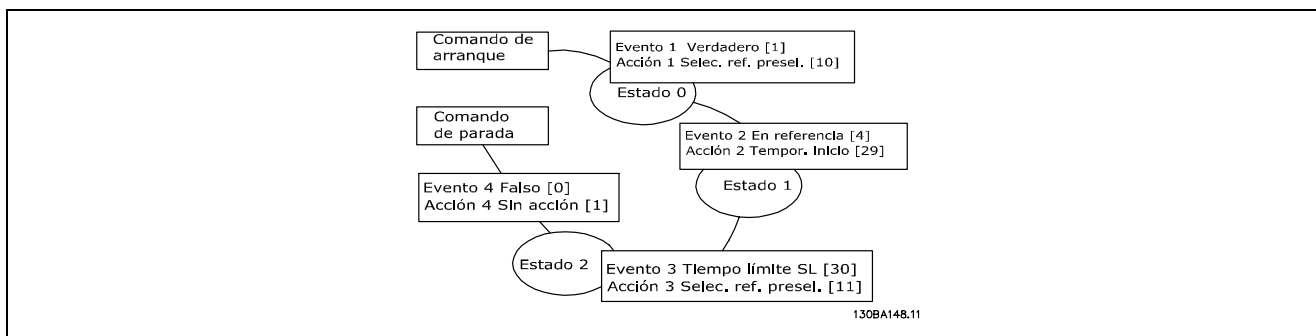 Comando de
arranque
Evento 1 Verdadero [1]
Acción 1 Selec. ref. presel. [10]
Estado 0
Comando
de parada
Evento 2 En referencia [4]
Acción 2 Tempor. Inicio [29]
Estado 1
Evento 4 Falso [0]
Acción 4 Sin acción [1]
Estado 2
Evento 3 Tiempo límite SL [30]
Acción 3 Selec. ref. presel. [11]
130BA148.11